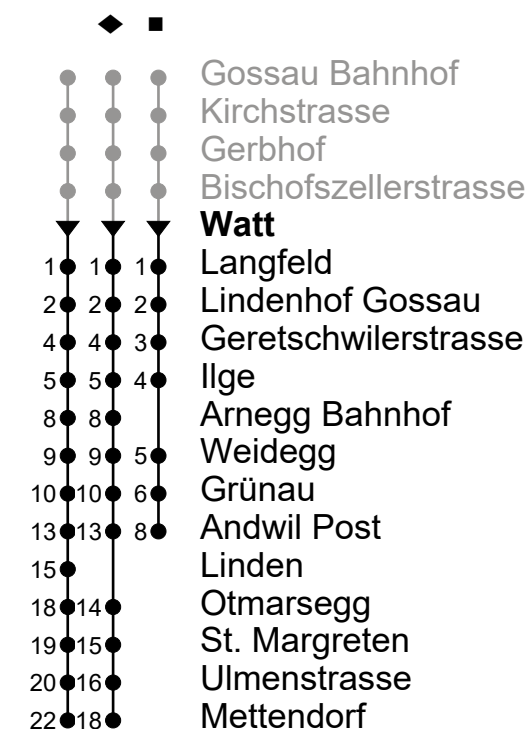 Gossau Bahnhof
Kirchstrasse
Gerbhof
Bischofszellerstrasse
Watt
1 1 1 Langfeld
2 2 2 Lindenhof Gossau
4 4 3 Geretschwilerstrasse
5 5 4 Ilge
8 8 Arnegg Bahnhof
9 9 5 Weidegg
10 10 6 Grünau
13 13 8 Andwil Post
15 Linden
18 14 Otmarsegg
19 15 St. Margreten
20 16 Ulmenstrasse
22 18 Mettendorf